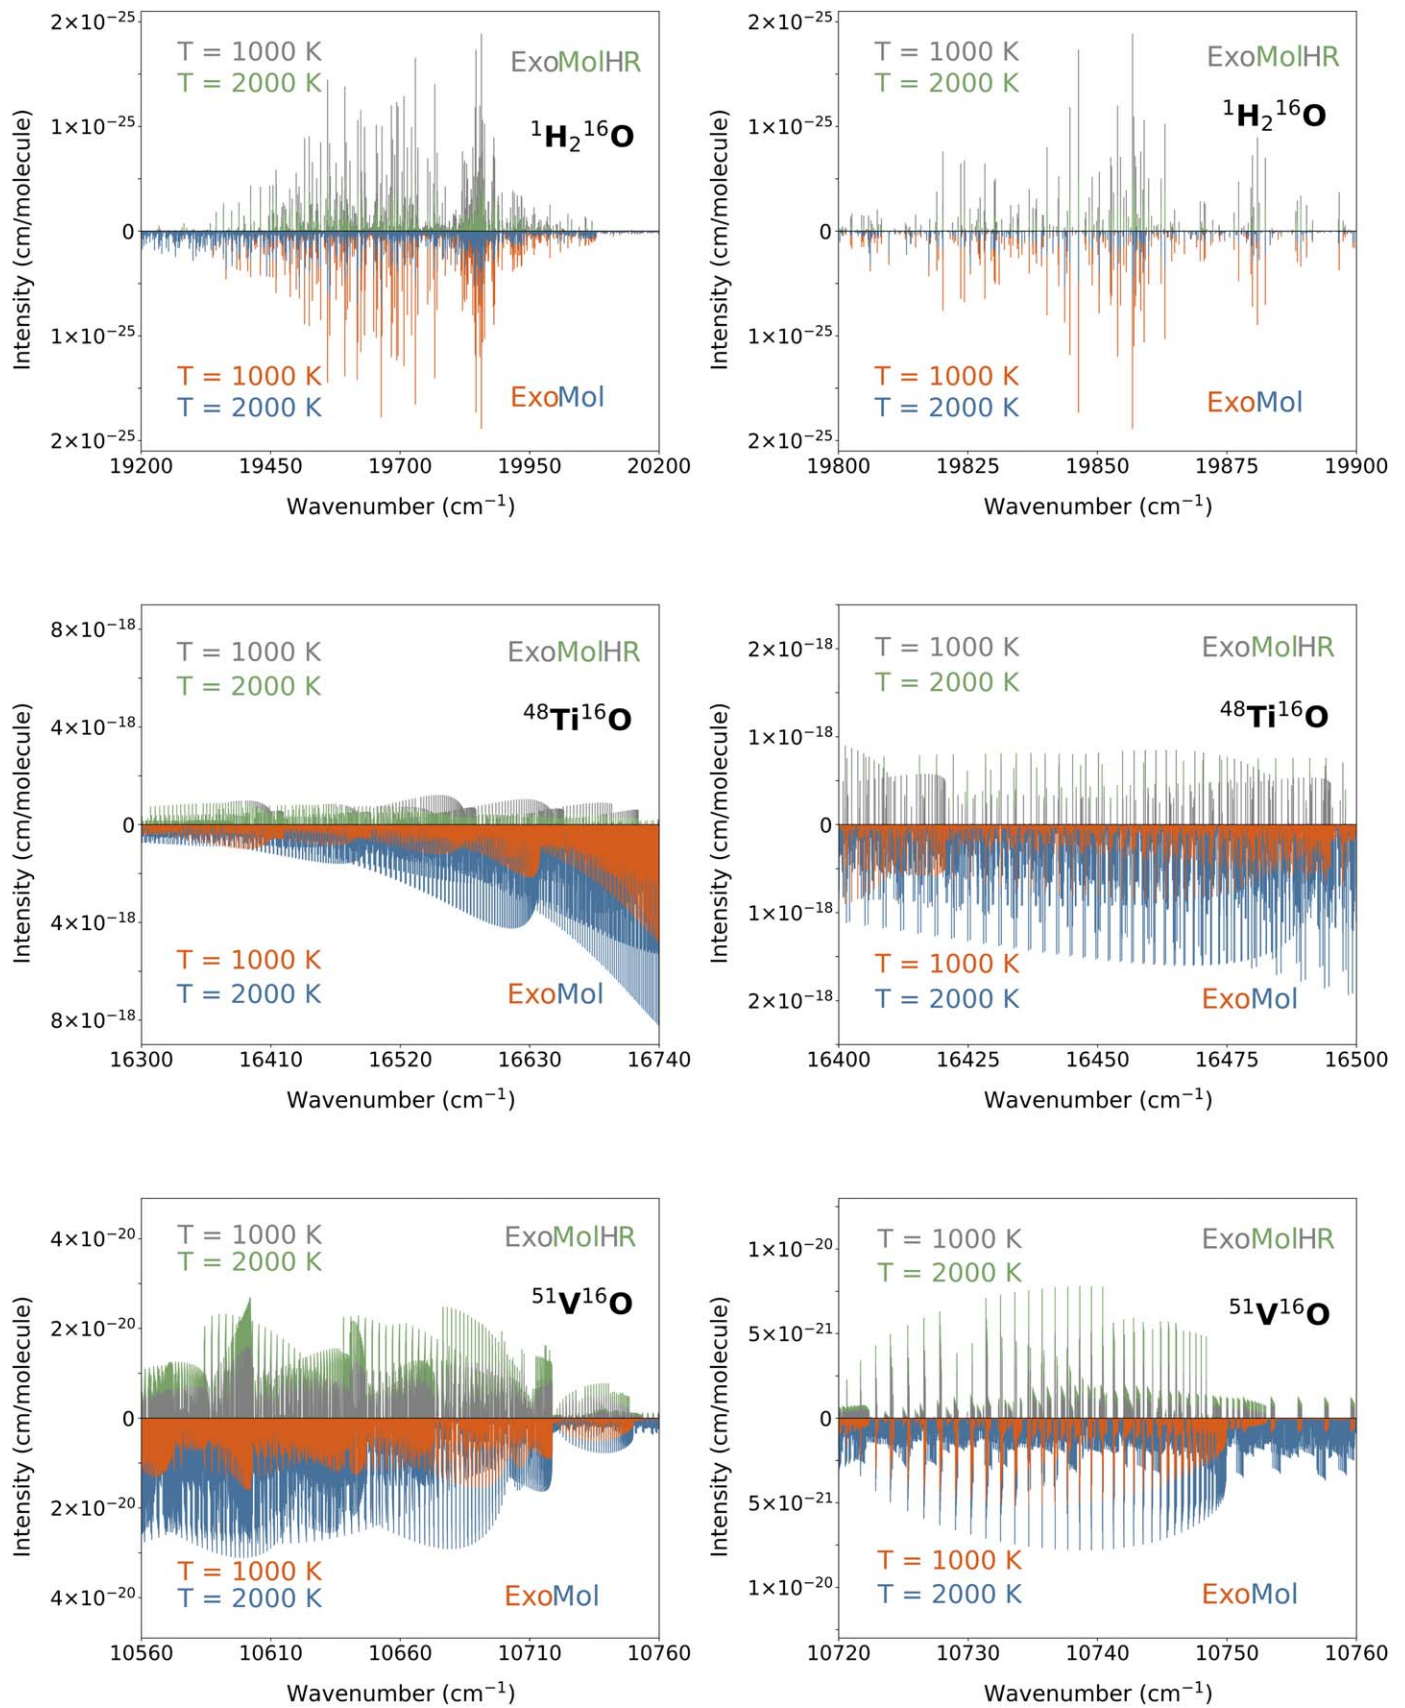 2×10⁻²⁵
1×10⁻²⁵
0
1×10⁻²⁵
2×10⁻²⁵
Intensity (cm/molecule)
T = 1000 K
T = 2000 K
ExoMolHR
¹H₂¹⁶O
T = 1000 K
T = 2000 K
ExoMol
19200 19450 19700 19950 20200
Wavenumber (cm⁻¹)
2×10⁻²⁵
1×10⁻²⁵
0
1×10⁻²⁵
2×10⁻²⁵
Intensity (cm/molecule)
T = 1000 K
T = 2000 K
ExoMolHR
¹H₂¹⁶O
T = 1000 K
T = 2000 K
ExoMol
19800 19825 19850 19875 19900
Wavenumber (cm⁻¹)
8×10⁻¹⁸
4×10⁻¹⁸
0
4×10⁻¹⁸
8×10⁻¹⁸
Intensity (cm/molecule)
T = 1000 K
T = 2000 K
ExoMolHR
⁴⁸Ti¹⁶O
T = 1000 K
T = 2000 K
ExoMol
16300 16410 16520 16630 16740
Wavenumber (cm⁻¹)
2×10⁻¹⁸
1×10⁻¹⁸
0
1×10⁻¹⁸
2×10⁻¹⁸
Intensity (cm/molecule)
T = 1000 K
T = 2000 K
ExoMolHR
⁴⁸Ti¹⁶O
T = 1000 K
T = 2000 K
ExoMol
16400 16425 16450 16475 16500
Wavenumber (cm⁻¹)
4×10⁻²⁰
2×10⁻²⁰
0
2×10⁻²⁰
4×10⁻²⁰
Intensity (cm/molecule)
T = 1000 K
T = 2000 K
ExoMolHR
⁵¹V¹⁶O
T = 1000 K
T = 2000 K
ExoMol
10560 10610 10660 10710 10760
Wavenumber (cm⁻¹)
1×10⁻²⁰
5×10⁻²¹
0
5×10⁻²¹
1×10⁻²⁰
Intensity (cm/molecule)
T = 1000 K
T = 2000 K
ExoMolHR
⁵¹V¹⁶O
T = 1000 K
T = 2000 K
ExoMol
10720 10730 10740 10750 10760
Wavenumber (cm⁻¹)